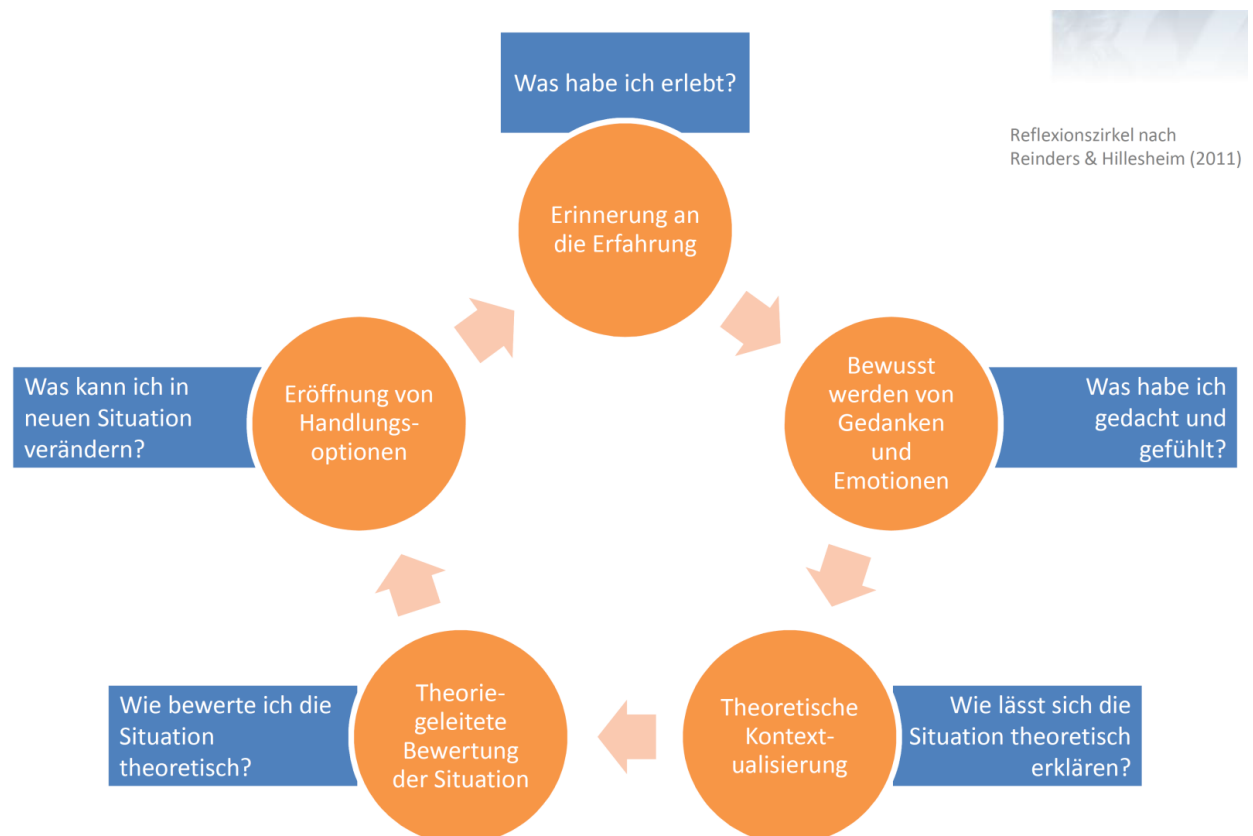 Was habe ich erlebt?
Reflexionszirkel nach
Reinders & Hillesheim (2011)
Erinnerung an
die Erfahrung
Bewusst
werden von
Gedanken
und
Emotionen
Was habe ich
gedacht und
gefühlt?
Theoretische
Kontext-
ualisierung
Wie lässt sich die
Situation theoretisch
erklären?
Theorie-
geleitete
Bewertung
der Situation
Wie bewerte ich die
Situation
theoretisch?
Eröffnung von
Handlungs-
optionen
Was kann ich in
neuen Situation
verändern?